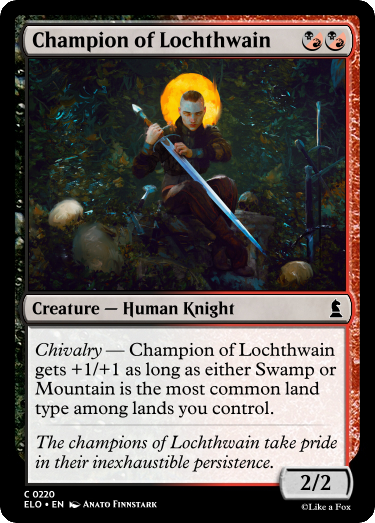 Champion of Lochthwain
Creature — Human Knight
Chivalry — Champion of Lochthwain
gets +1/+1 as long as either Swamp or
Mountain is the most common land
type among lands you control.
The champions of Lochthwain take pride
in their inexhaustible persistence.
2/2
C 0220
ELO • EN ANATO FINNSTARK
©Like a Fox